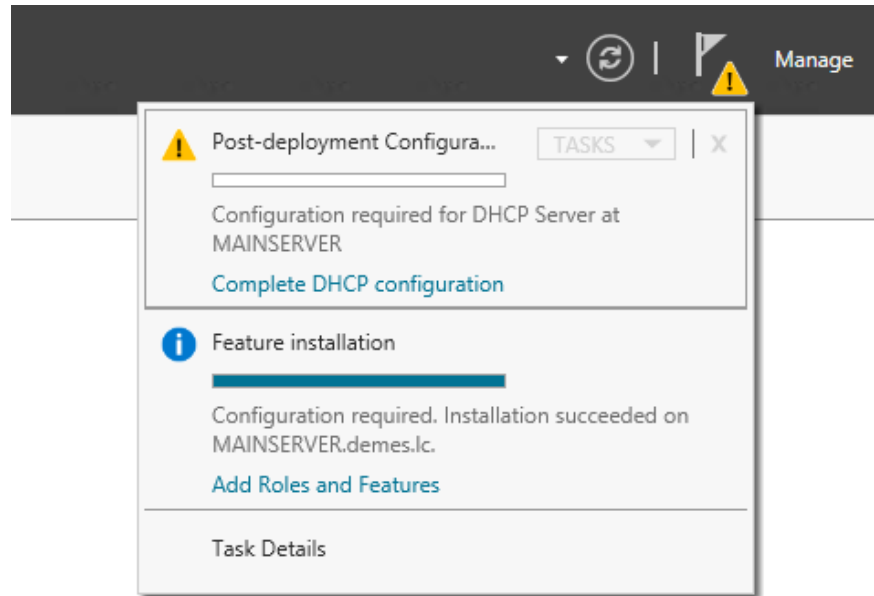 Manage
Post-deployment Configura...
TASKS
X
Configuration required for DHCP Server at
MAINSERVER
Complete DHCP configuration
Feature installation
Configuration required. Installation succeeded on
MAINSERVER.demes.lc.
Add Roles and Features
Task Details